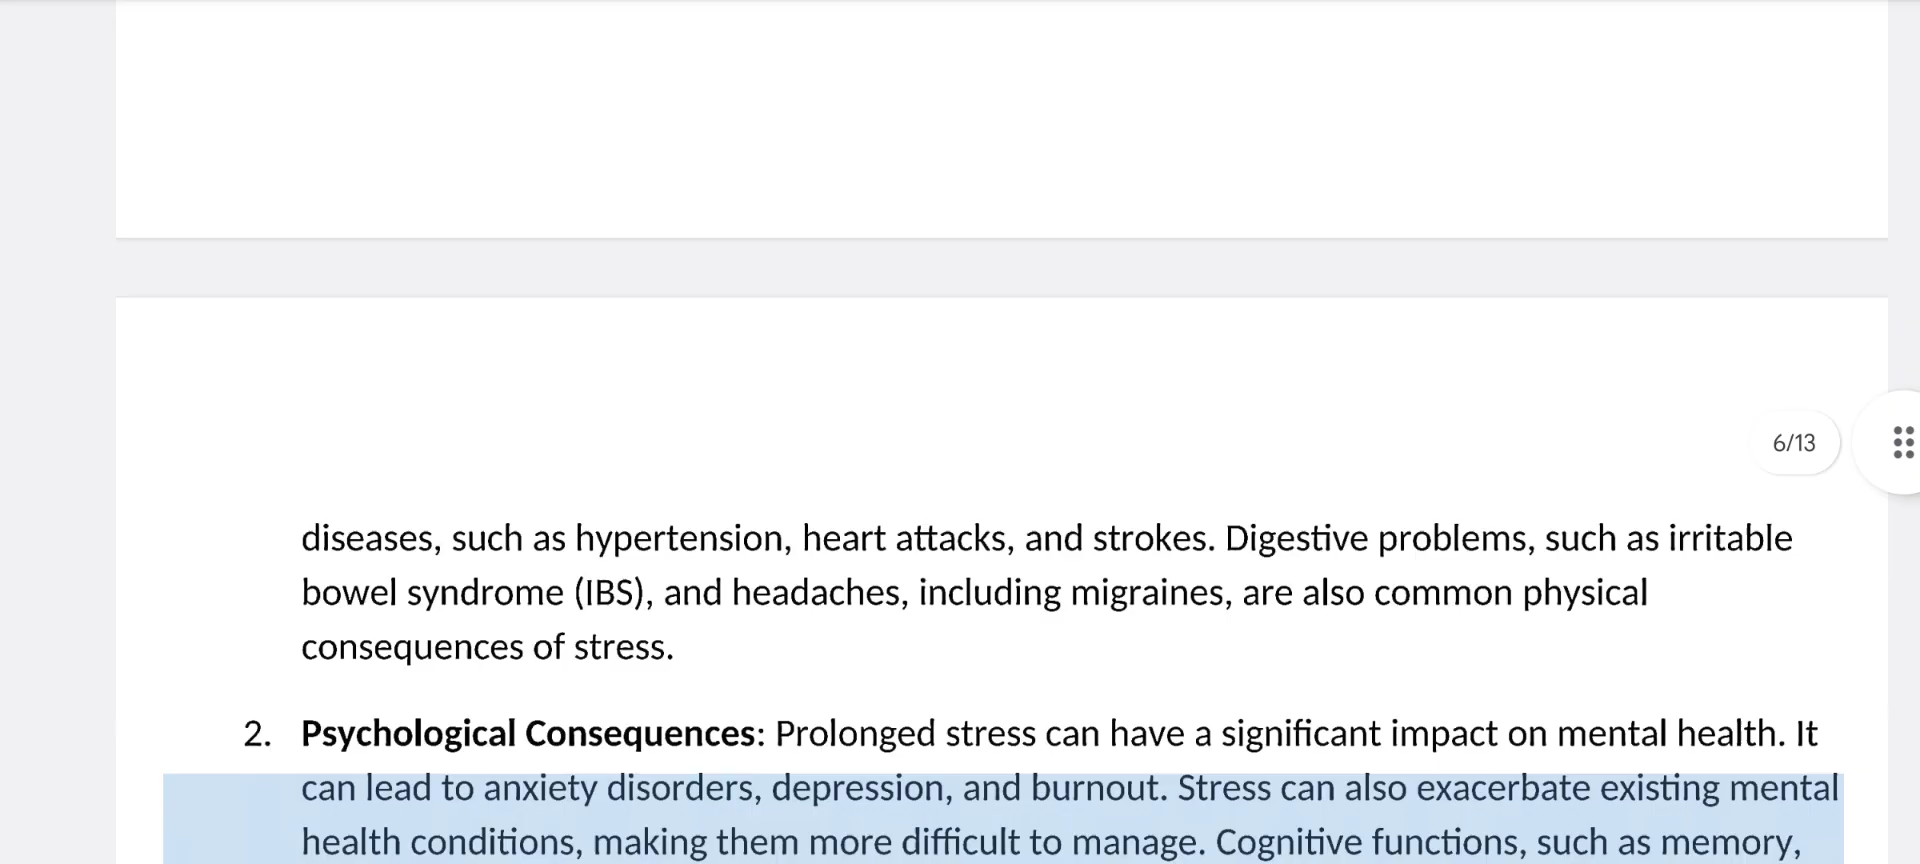 6/13
diseases, such as hypertension, heart attacks, and strokes. Digestive problems, such as irritable
bowel syndrome (IBS), and headaches, including migraines, are also common physical
consequences of stress.
2. Psychological Consequences: Prolonged stress can have a significant impact on mental health. It
can lead to anxiety disorders, depression, and burnout. Stress can also exacerbate existing mental
health conditions, making them more difficult to manage. Cognitive functions, such as memory,